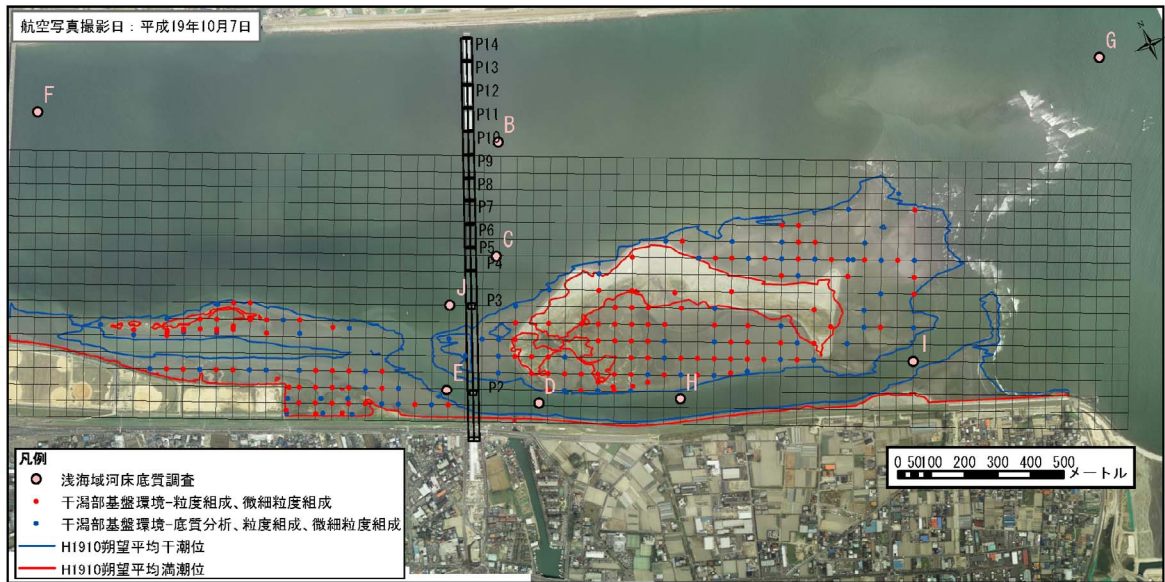 航空写真撮影日：平成19年10月7日
P14
P13
P12
P11
P10
P9
P8
P7
P6
P5
P4
P3
P2
F
B
G
C
J
E
D
H
I
N
凡例
浅海域河床底質調査
干潟部基盤環境-粒度組成、微細粒度組成
干潟部基盤環境-底質分析、粒度組成、微細粒度組成
H1910朔望平均干潮位
H1910朔望平均満潮位
0 50 100 200 300 400 500
メートル